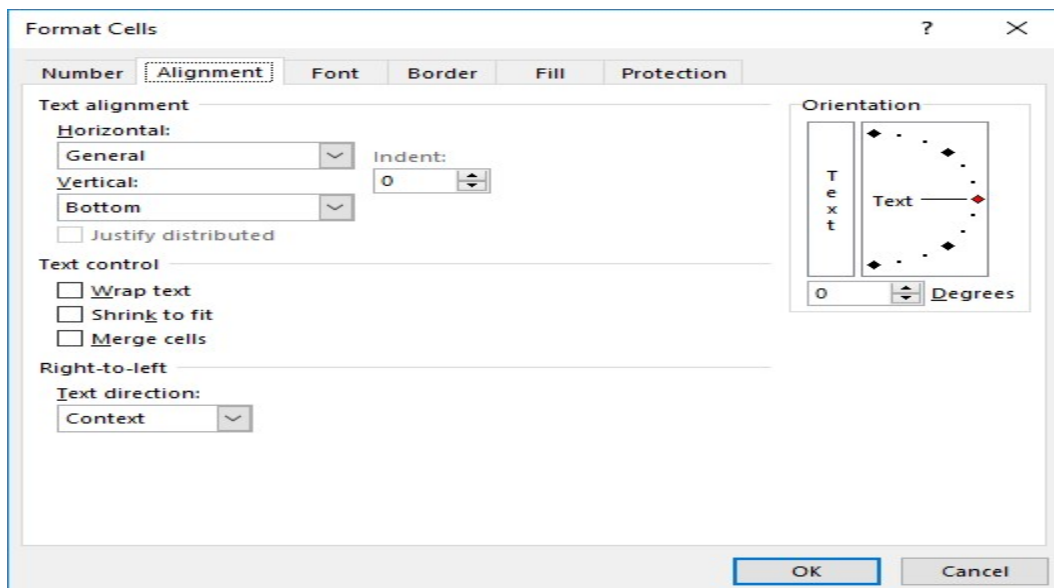 Format Cells ?
Number Alignment Font Border Fill Protection
Text alignment
Horizontal:
General
Indent:
0
Vertical:
Bottom
Justify distributed
Text control
Wrap text
Shrink to fit
Merge cells
Right-to-left
Text direction:
Context
Orientation
Text
Text
0 Degrees
OK Cancel